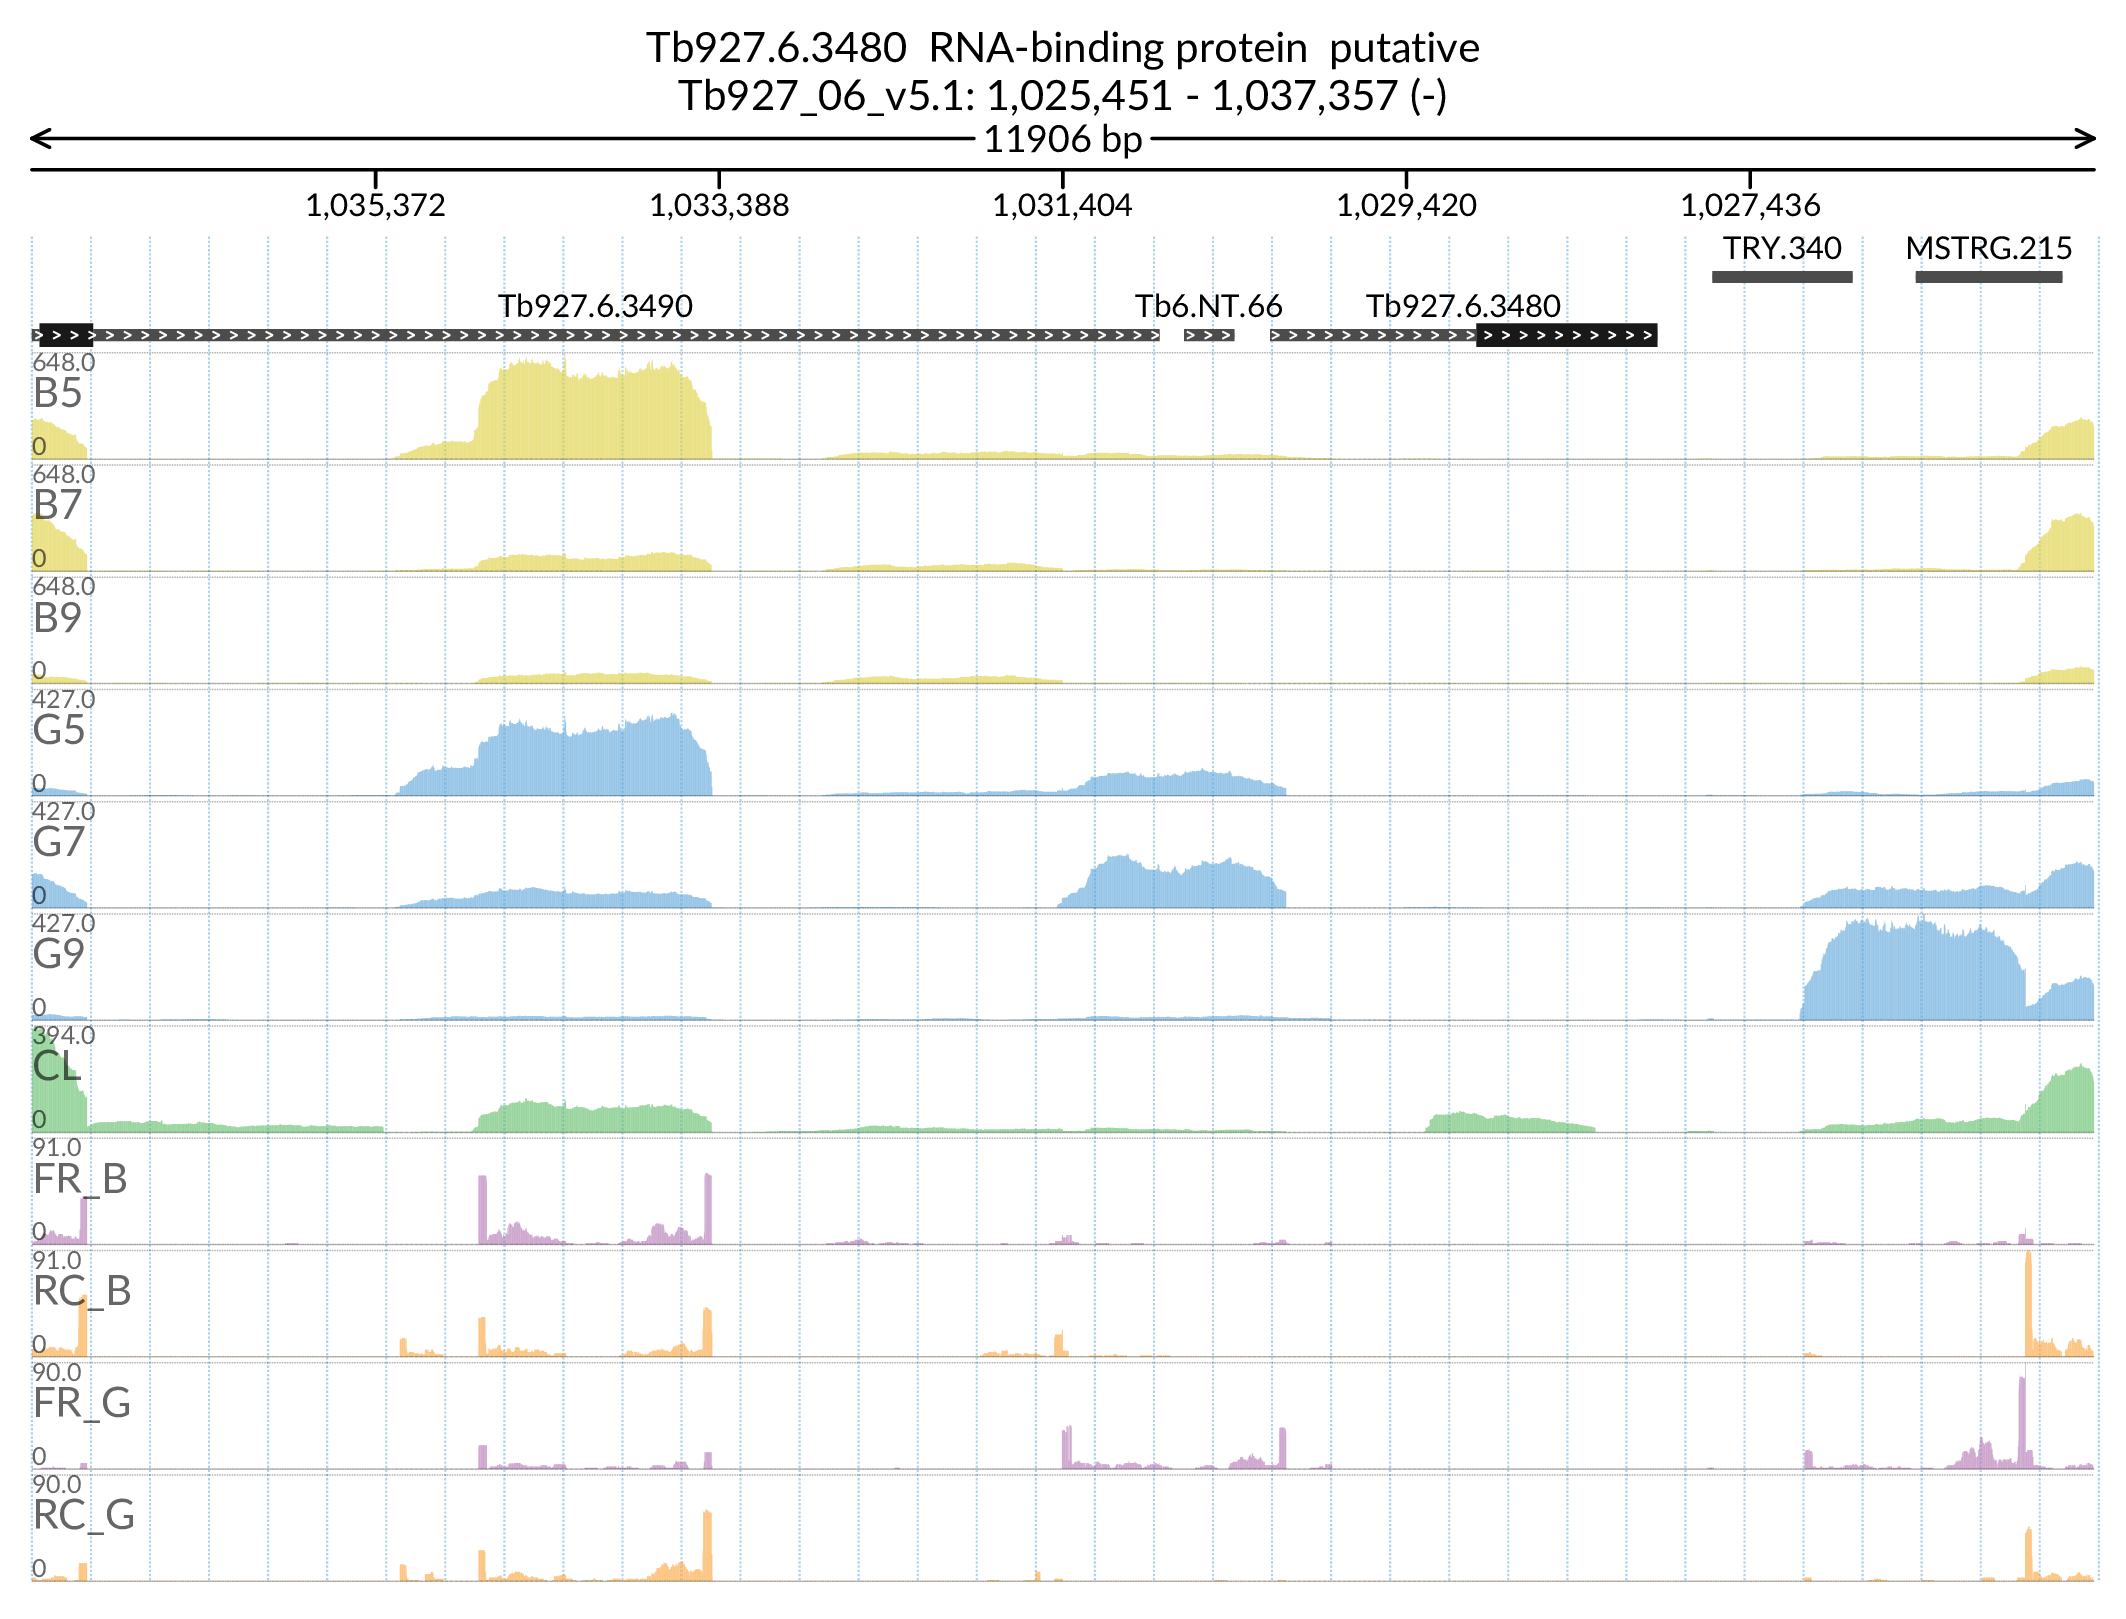 Tb927.6.3480 RNA-binding protein putative
Tb927_06_v5.1: 1,025,451 - 1,037,357 (-)
11906 bp
1,035,372 1,033,388 1,031,404 1,029,420 1,027,436
TRY.340 MSTRG.215
Tb927.6.3490 Tb6.NT.66 Tb927.6.3480
648.0
B5
0
648.0
B7
0
648.0
B9
0
427.0
G5
0
427.0
G7
0
427.0
G9
0
394.0
CL
0
91.0
FR_B
0
91.0
RC_B
0
90.0
FR_G
0
90.0
RC_G
0